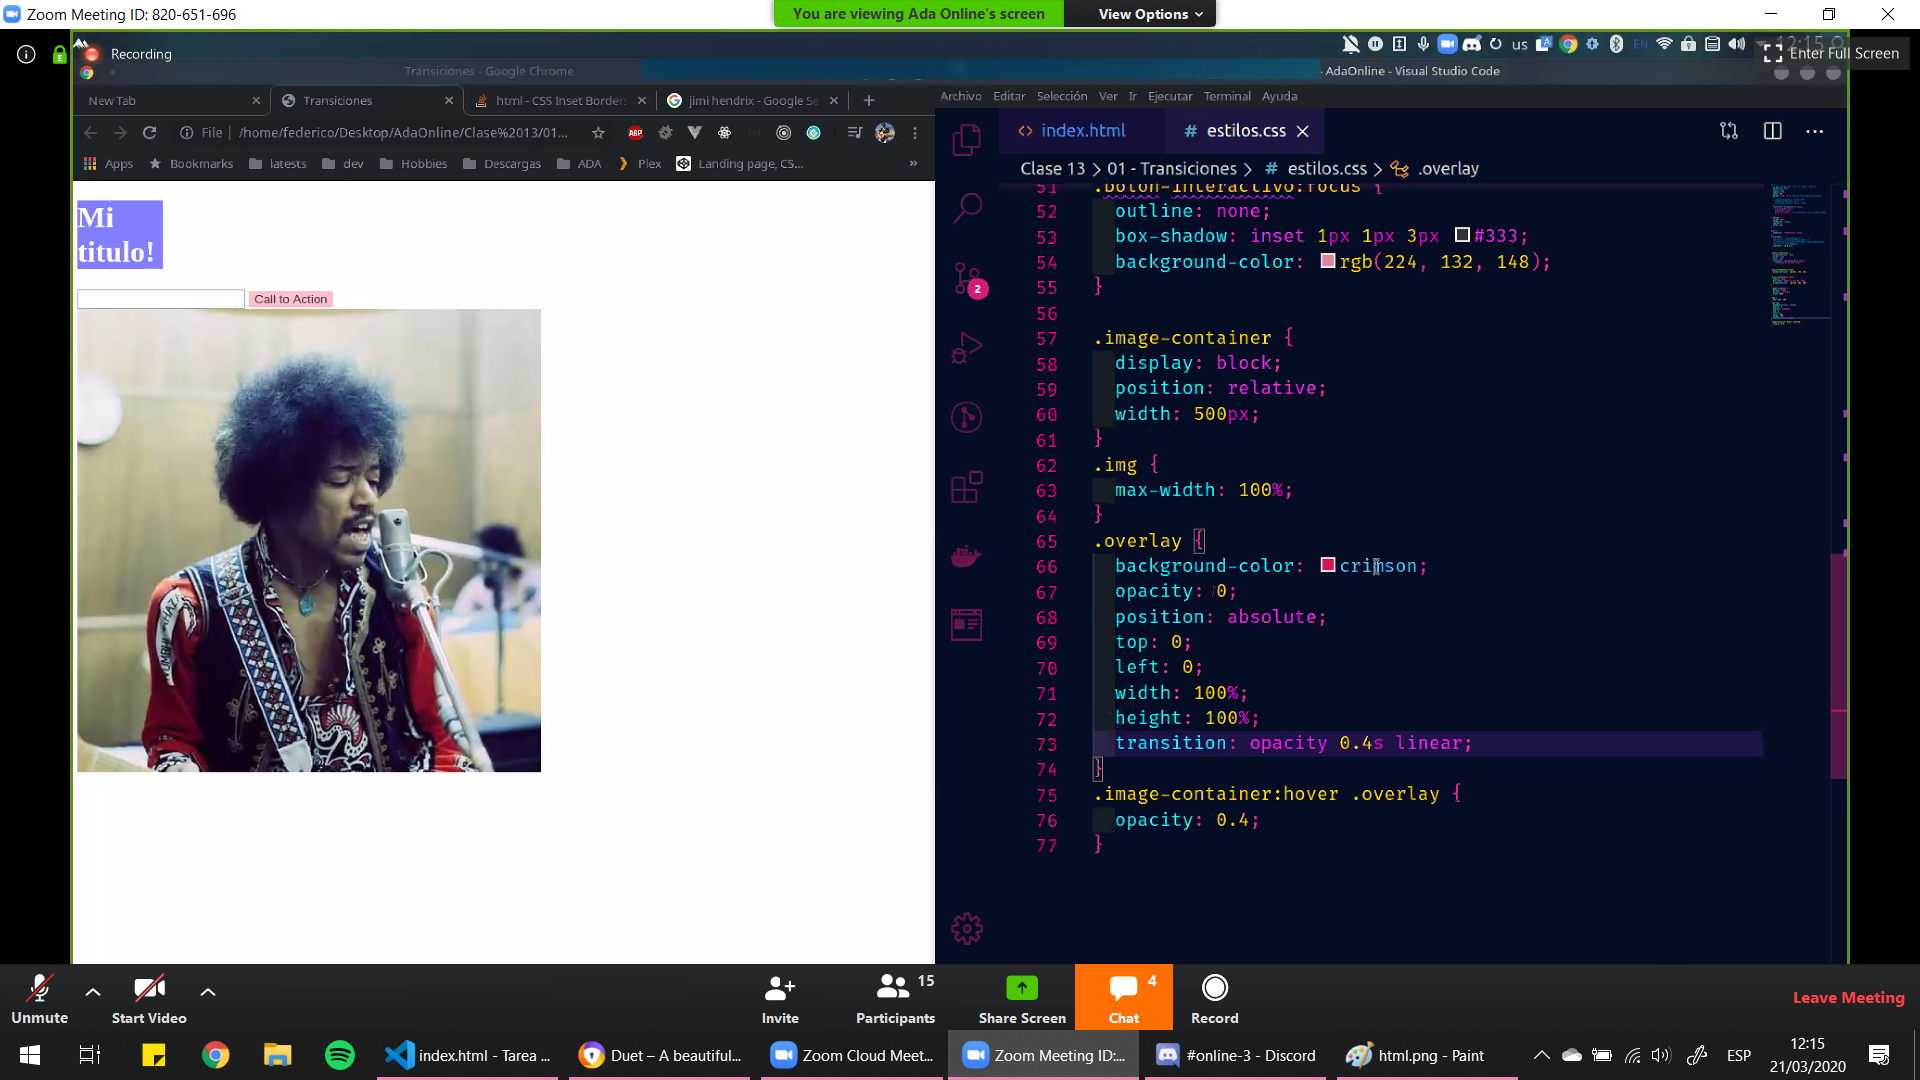 Zoom Meeting ID: 820-651-696
You are viewing Ada Online's screen
View Options
Recording
us
Enter Full Screen
Transiciones - Google Chrome
- AdaOnline - Visual Studio Code
New Tab
Transiciones
html - CSS Inset Border
jimi hendrix - Google Se
Archivo Editar Selección Ver Ir Ejecutar Terminal Ayuda
File /home/federico/Desktop/AdaOnline/Clase%2013/01...
ABP
index.html
# estilos.css
Apps Bookmarks latests dev Hobbies Descargas ADA Plex Landing page, CS... »
Clase 13 > 01 - Transiciones > # estilos.css > .overlay
Mi
titulo!
Call to Action
51 .boton-interactivo:focus {
52 outline: none;
53 box-shadow: inset 1px 1px 3px #333;
54 background-color: rgb(224, 132, 148);
55 }
56
57 .image-container {
58 display: block;
59 position: relative;
60 width: 500px;
61 }
62 .img {
63 max-width: 100%;
64 }
65 .overlay {
66 background-color: crimson;
67 opacity: 0;
68 position: absolute;
69 top: 0;
70 left: 0;
71 width: 100%;
72 height: 100%;
73 transition: opacity 0.4s linear;
74 }
75 .image-container:hover .overlay {
76 opacity: 0.4;
77 }
2
Unmute
Start Video
Invite
Participants 15
Share Screen
Chat 4
Record
Leave Meeting
index.html - Tarea ...
Duet – A beautiful...
Zoom Cloud Meet...
Zoom Meeting ID:...
#online-3 - Discord
html.png - Paint
ESP
12:15
21/03/2020